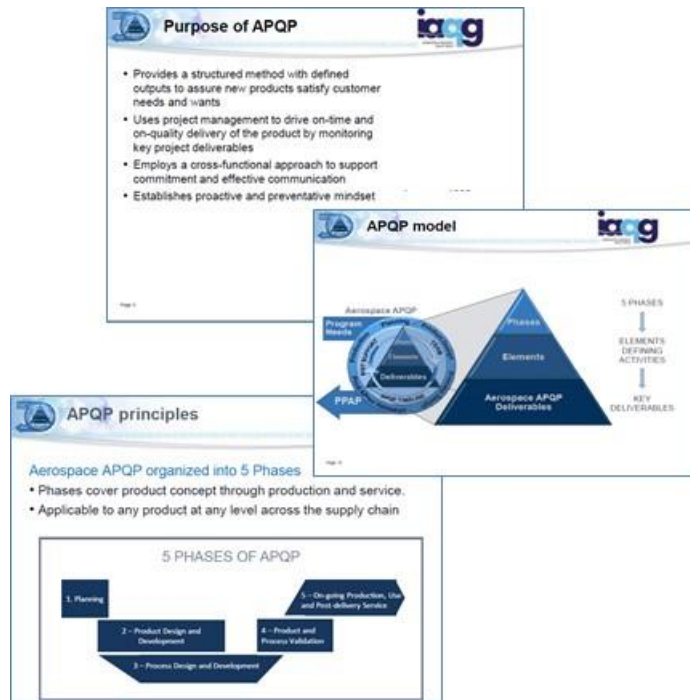 Purpose of APQP
iaqg
• Provides a structured method with defined
outputs to assure new products satisfy customer
needs and wants
• Uses project management to drive on-time and
on-quality delivery of the product by monitoring
key project deliverables
• Employs a cross-functional approach to support
commitment and effective communication
• Establishes proactive and preventative mindset
APQP model
iaqg
Aerospace APQP
Program
Needs
Elements
Deliverables
PPAP
Phases
Elements
Aerospace APQP
Deliverables
5 PHASES
ELEMENTS
DEFINING
ACTIVITIES
KEY
DELIVERABLES
APQP principles
Aerospace APQP organized into 5 Phases
• Phases cover product concept through production and service.
• Applicable to any product at any level across the supply chain
5 PHASES OF APQP
1. Planning
2 – Product Design and
Development
3 – Process Design and Development
4 – Product and
Process Validation
5 – On-going Production, Use
and Post-delivery Service